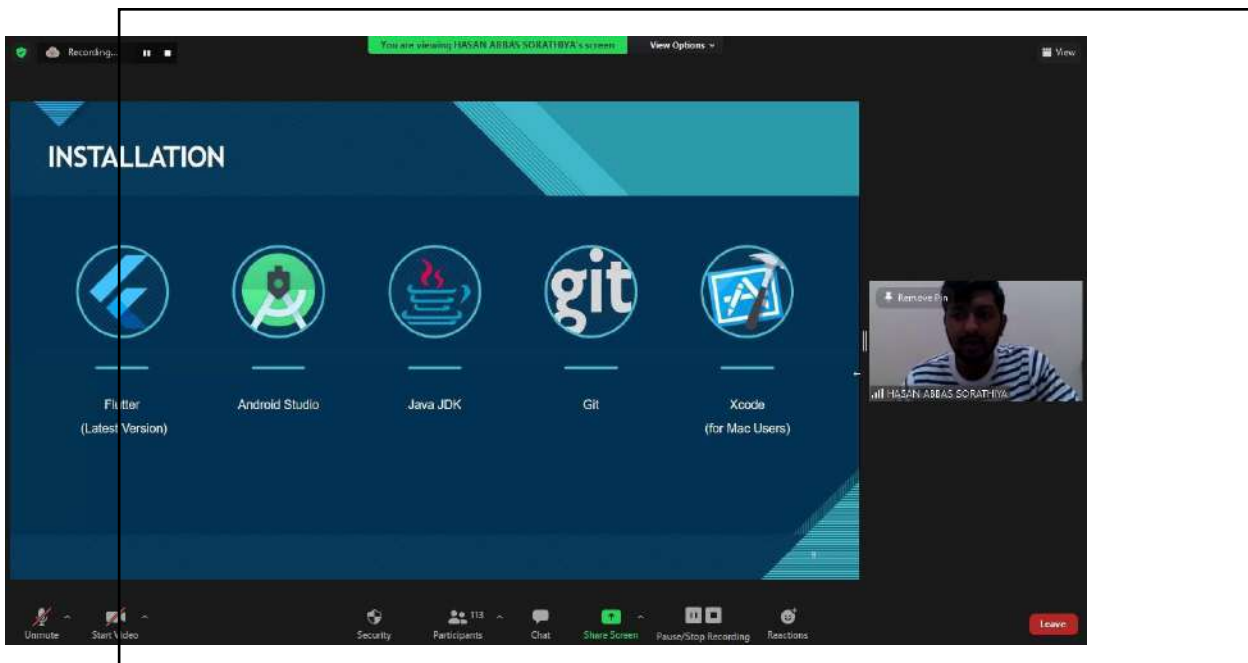 Recording...
You are viewing HASAN ABBAS SORATHIYA's screen
View Options
View
INSTALLATION
git
Flutter
(Latest Version)
Android Studio
Java JDK
Git
Xcode
(for Mac Users)
Remove Pin
HASAN ABBAS SORATHIYA
Unmute
Start Video
Security
Participants
113
Chat
Share Screen
Pause/Stop Recording
Reactions
Leave